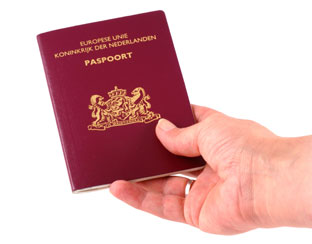 EUROPESE UNIE
KONINKRIJK DER NEDERLANDEN
PASPOORT